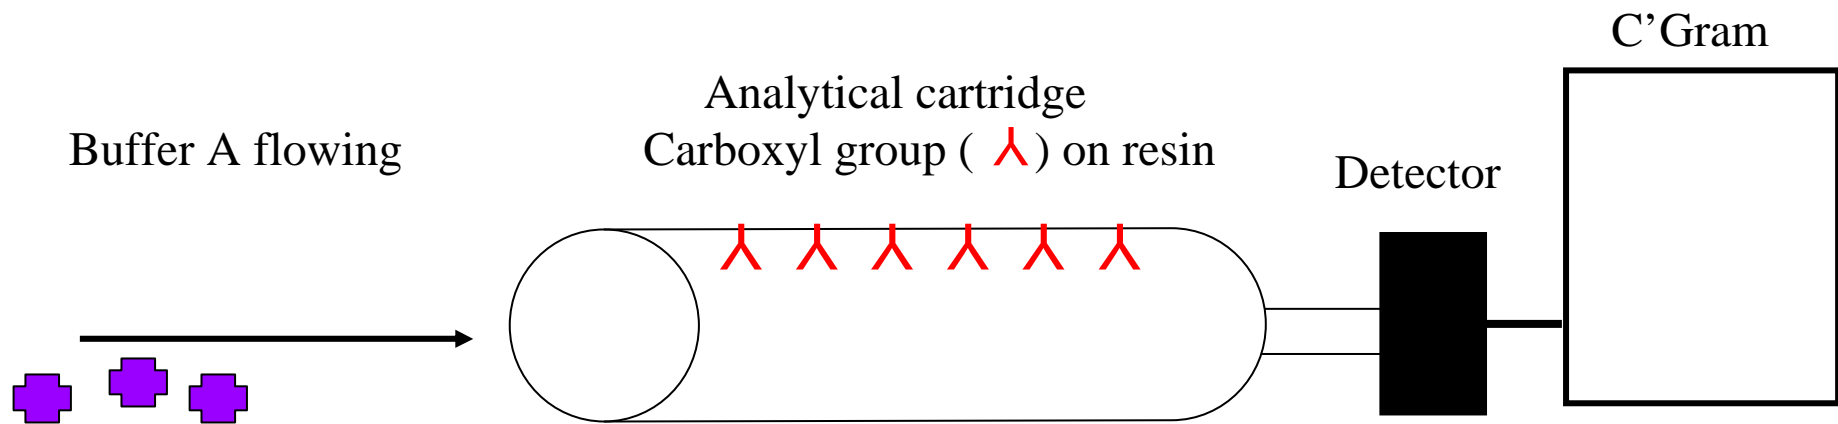 C’Gram
Analytical cartridge
Buffer A flowing
Carboxyl group ( ) on resin
Detector